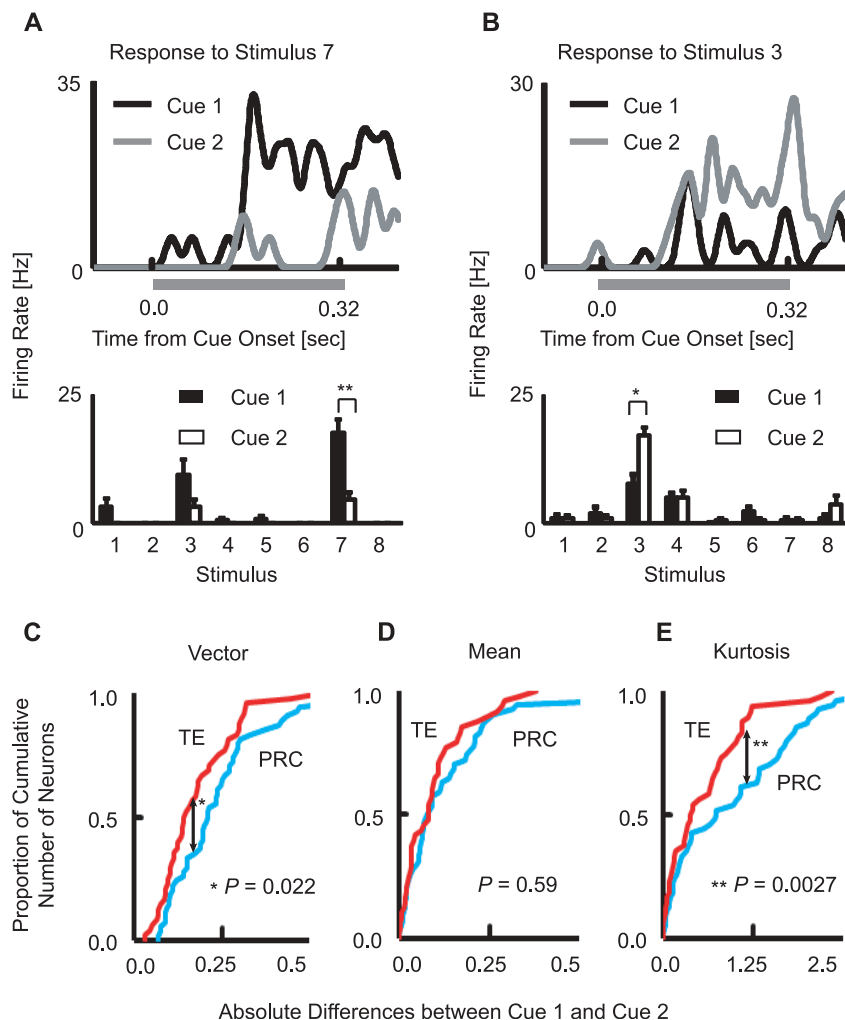 A
Response to Stimulus 7
35
Cue 1
Cue 2
0
0.0
0.32
Time from Cue Onset [sec]
Firing Rate [Hz]
25
Cue 1
Cue 2
**
0
1 2 3 4 5 6 7 8
Stimulus
B
Response to Stimulus 3
30
Cue 1
Cue 2
0
0.0
0.32
Time from Cue Onset [sec]
Firing Rate [Hz]
25
Cue 1
Cue 2
*
0
1 2 3 4 5 6 7 8
Stimulus
C
Vector
Proportion of Cumulative
Number of Neurons
1.0
0.5
0.0
TE
PRC
*
* P = 0.022
0.0 0.25 0.5
D
Mean
1.0
0.5
0.0
TE
PRC
P = 0.59
0.0 0.25 0.5
E
Kurtosis
1.0
0.5
0.0
TE
PRC
**
** P = 0.0027
0.0 1.25 2.5
Absolute Differences between Cue 1 and Cue 2